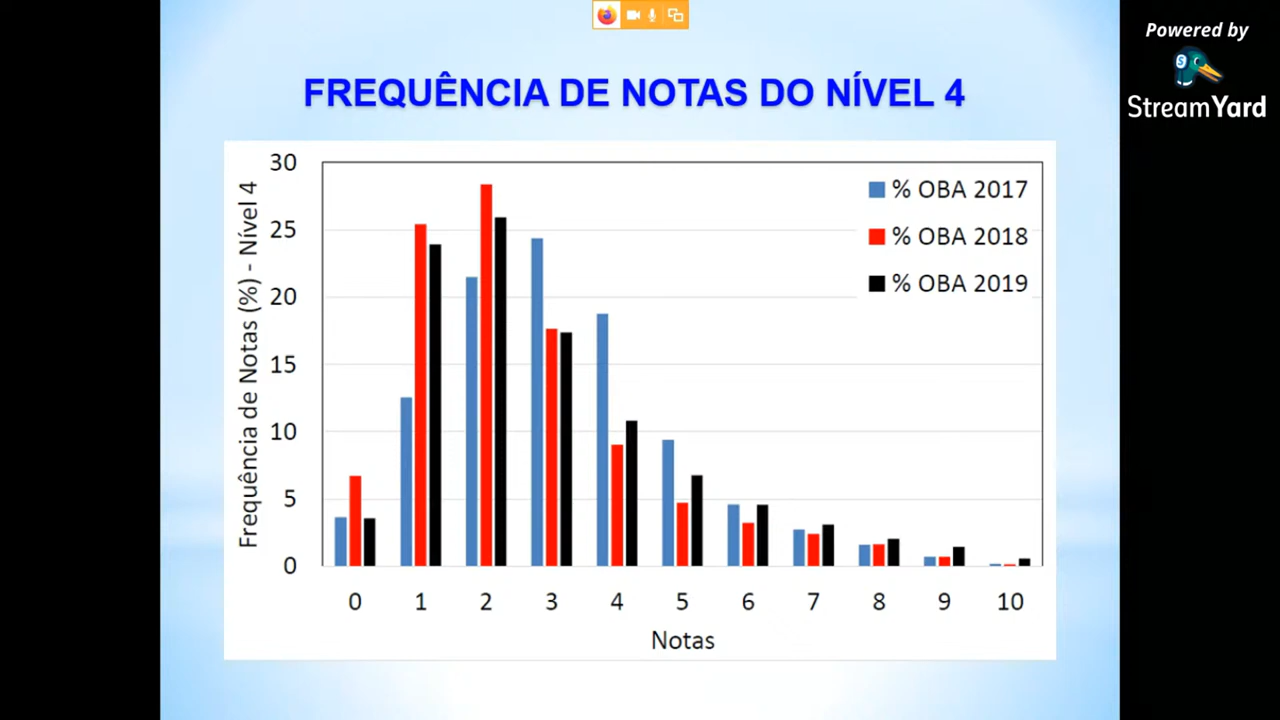 Powered by
StreamYard
FREQUÊNCIA DE NOTAS DO NÍVEL 4
Frequência de Notas (%) - Nível 4
30
25
20
15
10
5
0
% OBA 2017
% OBA 2018
% OBA 2019
0 1 2 3 4 5 6 7 8 9 10
Notas